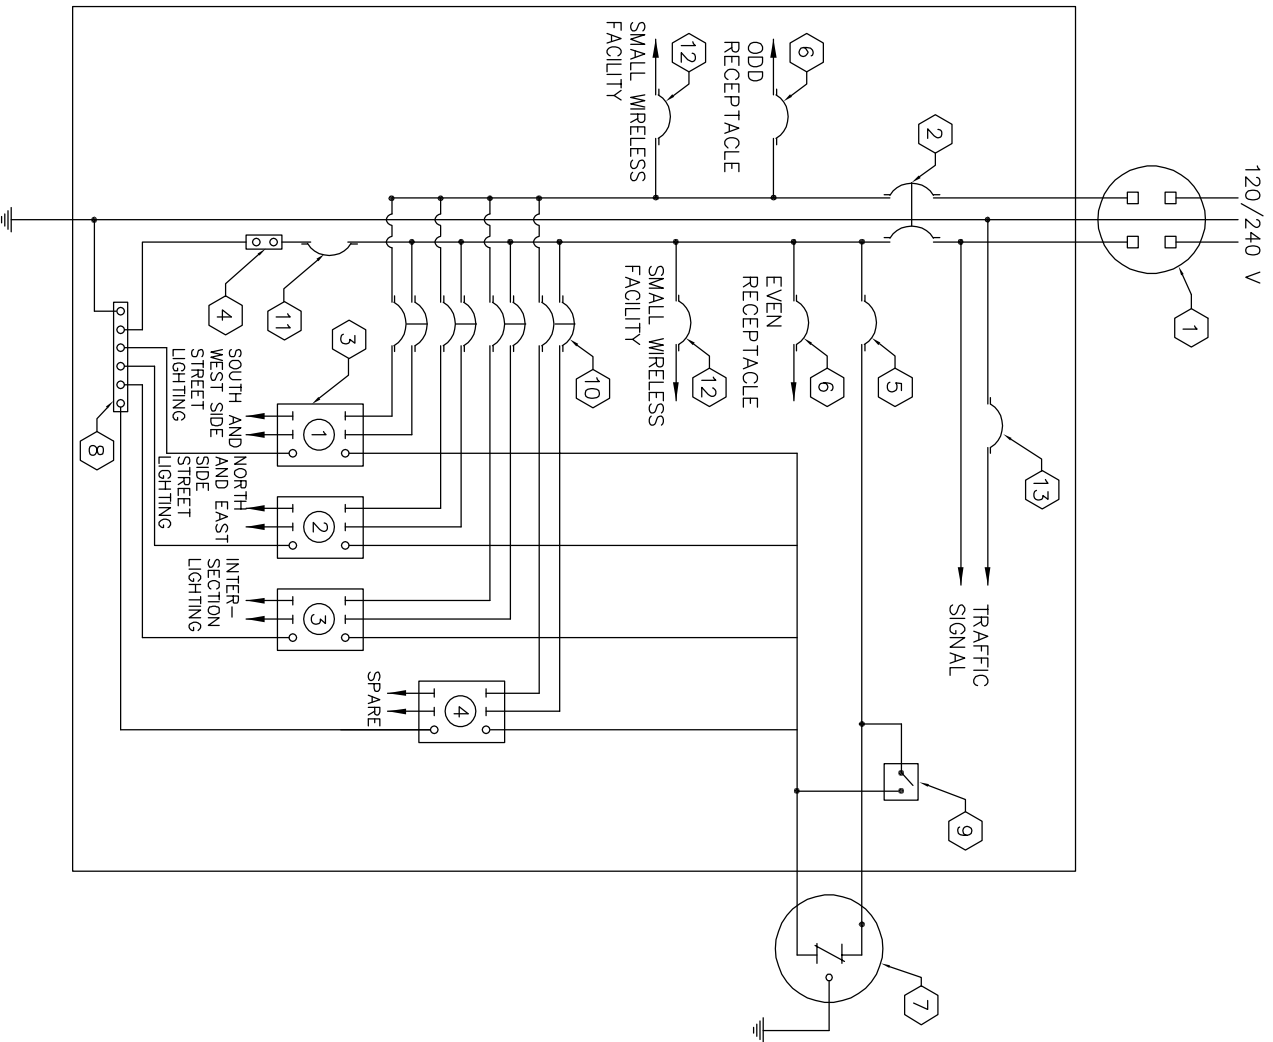 120/240 V
1
2
6
ODD
RECEPTACLE
12
SMALL WIRELESS
FACILITY
13
TRAFFIC
SIGNAL
5
6
EVEN
RECEPTACLE
12
SMALL WIRELESS
FACILITY
10
11
4
3
8
9
7
1
SOUTH AND
WEST SIDE
STREET
LIGHTING
2
NORTH
AND EAST
SIDE
STREET
LIGHTING
3
INTER-
SECTION
LIGHTING
4
SPARE